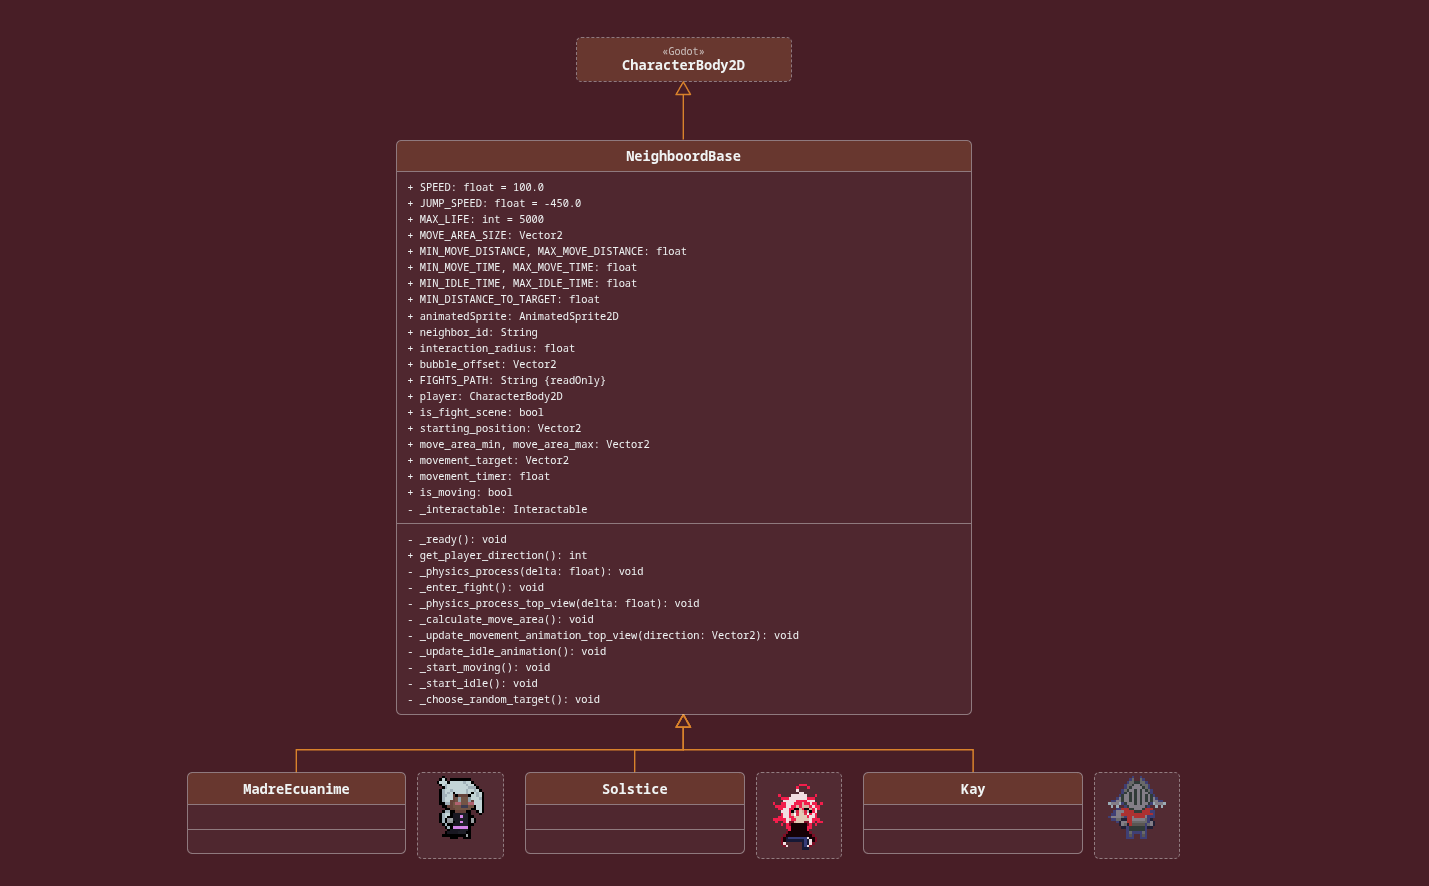 «Godot»
CharacterBody2D
NeighboordBase
+ SPEED: float = 100.0
+ JUMP_SPEED: float = -450.0
+ MAX_LIFE: int = 5000
+ MOVE_AREA_SIZE: Vector2
+ MIN_MOVE_DISTANCE, MAX_MOVE_DISTANCE: float
+ MIN_MOVE_TIME, MAX_MOVE_TIME: float
+ MIN_IDLE_TIME, MAX_IDLE_TIME: float
+ MIN_DISTANCE_TO_TARGET: float
+ animatedSprite: AnimatedSprite2D
+ neighbor_id: String
+ interaction_radius: float
+ bubble_offset: Vector2
+ FIGHTS_PATH: String {readOnly}
+ player: CharacterBody2D
+ is_fight_scene: bool
+ starting_position: Vector2
+ move_area_min, move_area_max: Vector2
+ movement_target: Vector2
+ movement_timer: float
+ is_moving: bool
- _interactable: Interactable
- _ready(): void
+ get_player_direction(): int
- _physics_process(delta: float): void
- _enter_fight(): void
- _physics_process_top_view(delta: float): void
- _calculate_move_area(): void
- _update_movement_animation_top_view(direction: Vector2): void
- _update_idle_animation(): void
- _start_moving(): void
- _start_idle(): void
- _choose_random_target(): void
MadreEcuanime
Solstice
Kay